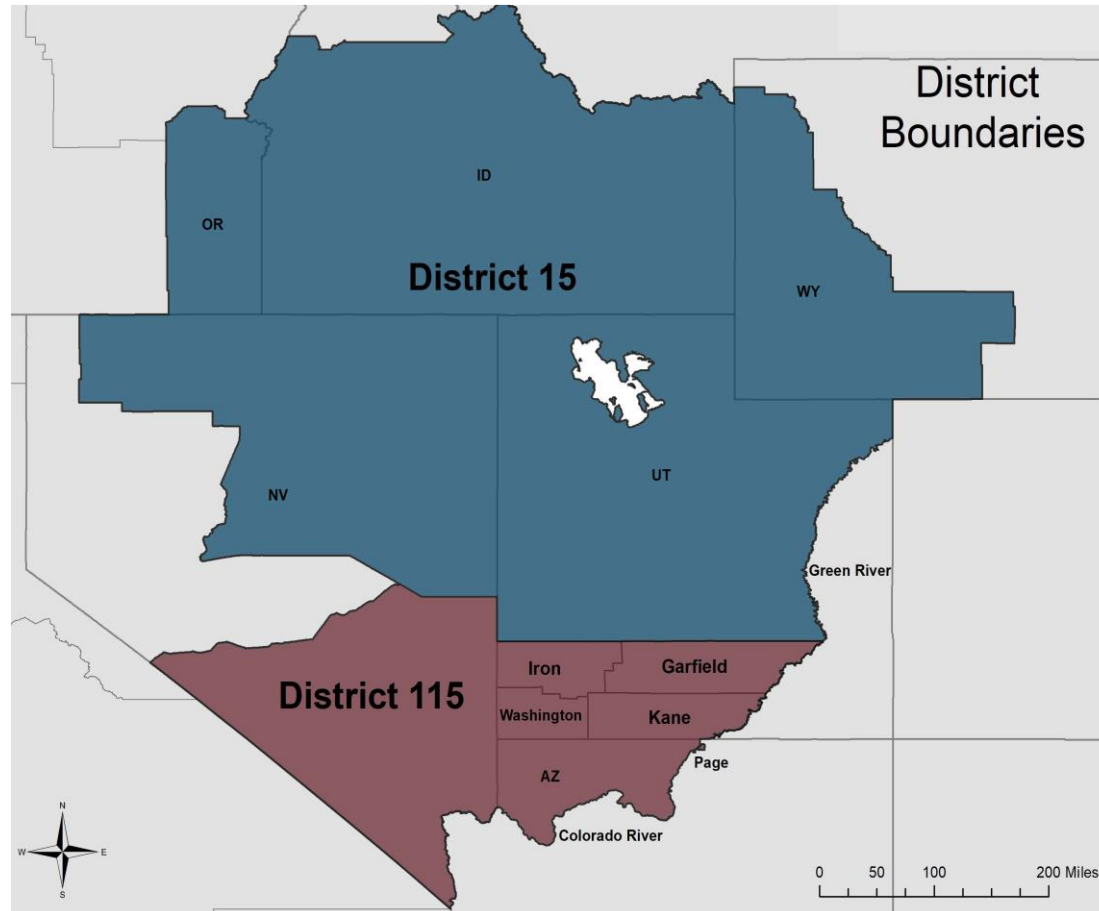 District
Boundaries
ID
OR
District 15
WY
UT
NV
Green River
Iron
Garfield
District 115
Washington
Kane
Page
AZ
Colorado River
N
W
E
S
0 50 100 200 Miles